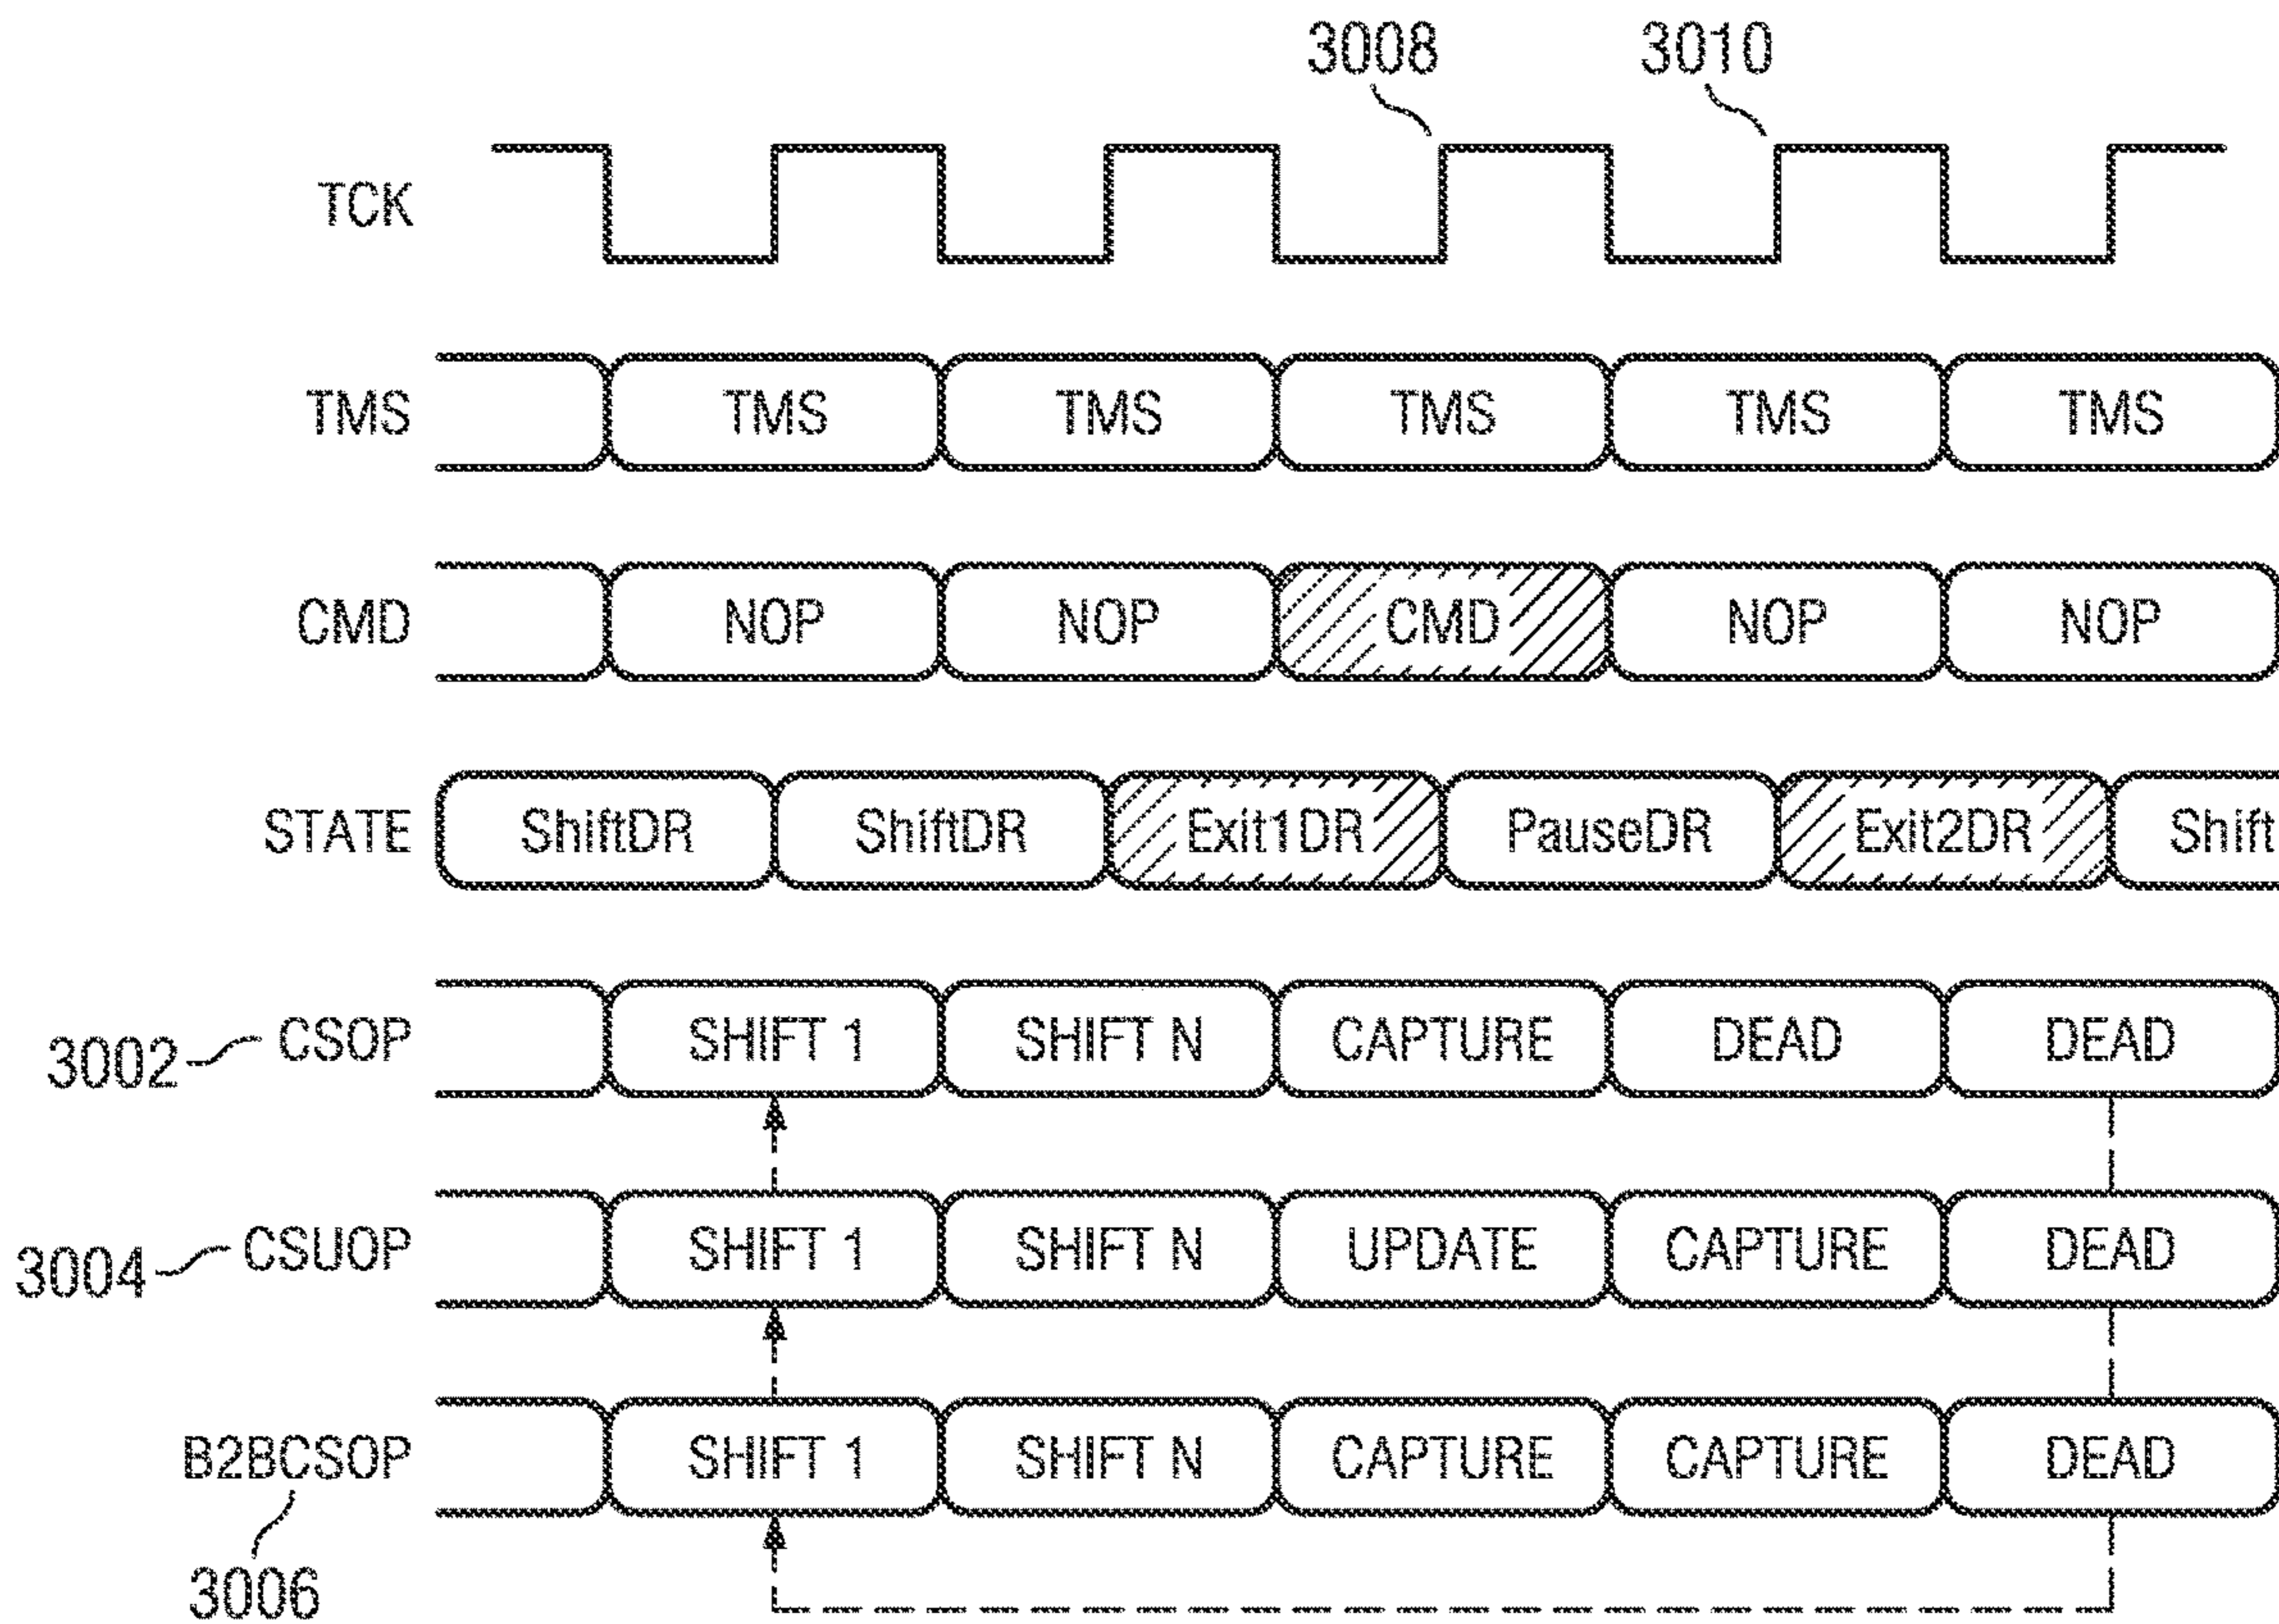 3008 3010
TCK
TMS TMS TMS TMS TMS TMS
CMD NOP NOP CMD NOP NOP
STATE ShiftDR ShiftDR Exit1DR PauseDR Exit2DR Shift
3002 CSOP SHIFT 1 SHIFT N CAPTURE DEAD DEAD
3004 CSUOP SHIFT 1 SHIFT N UPDATE CAPTURE DEAD
B2BCSOP SHIFT 1 SHIFT N CAPTURE CAPTURE DEAD
3006